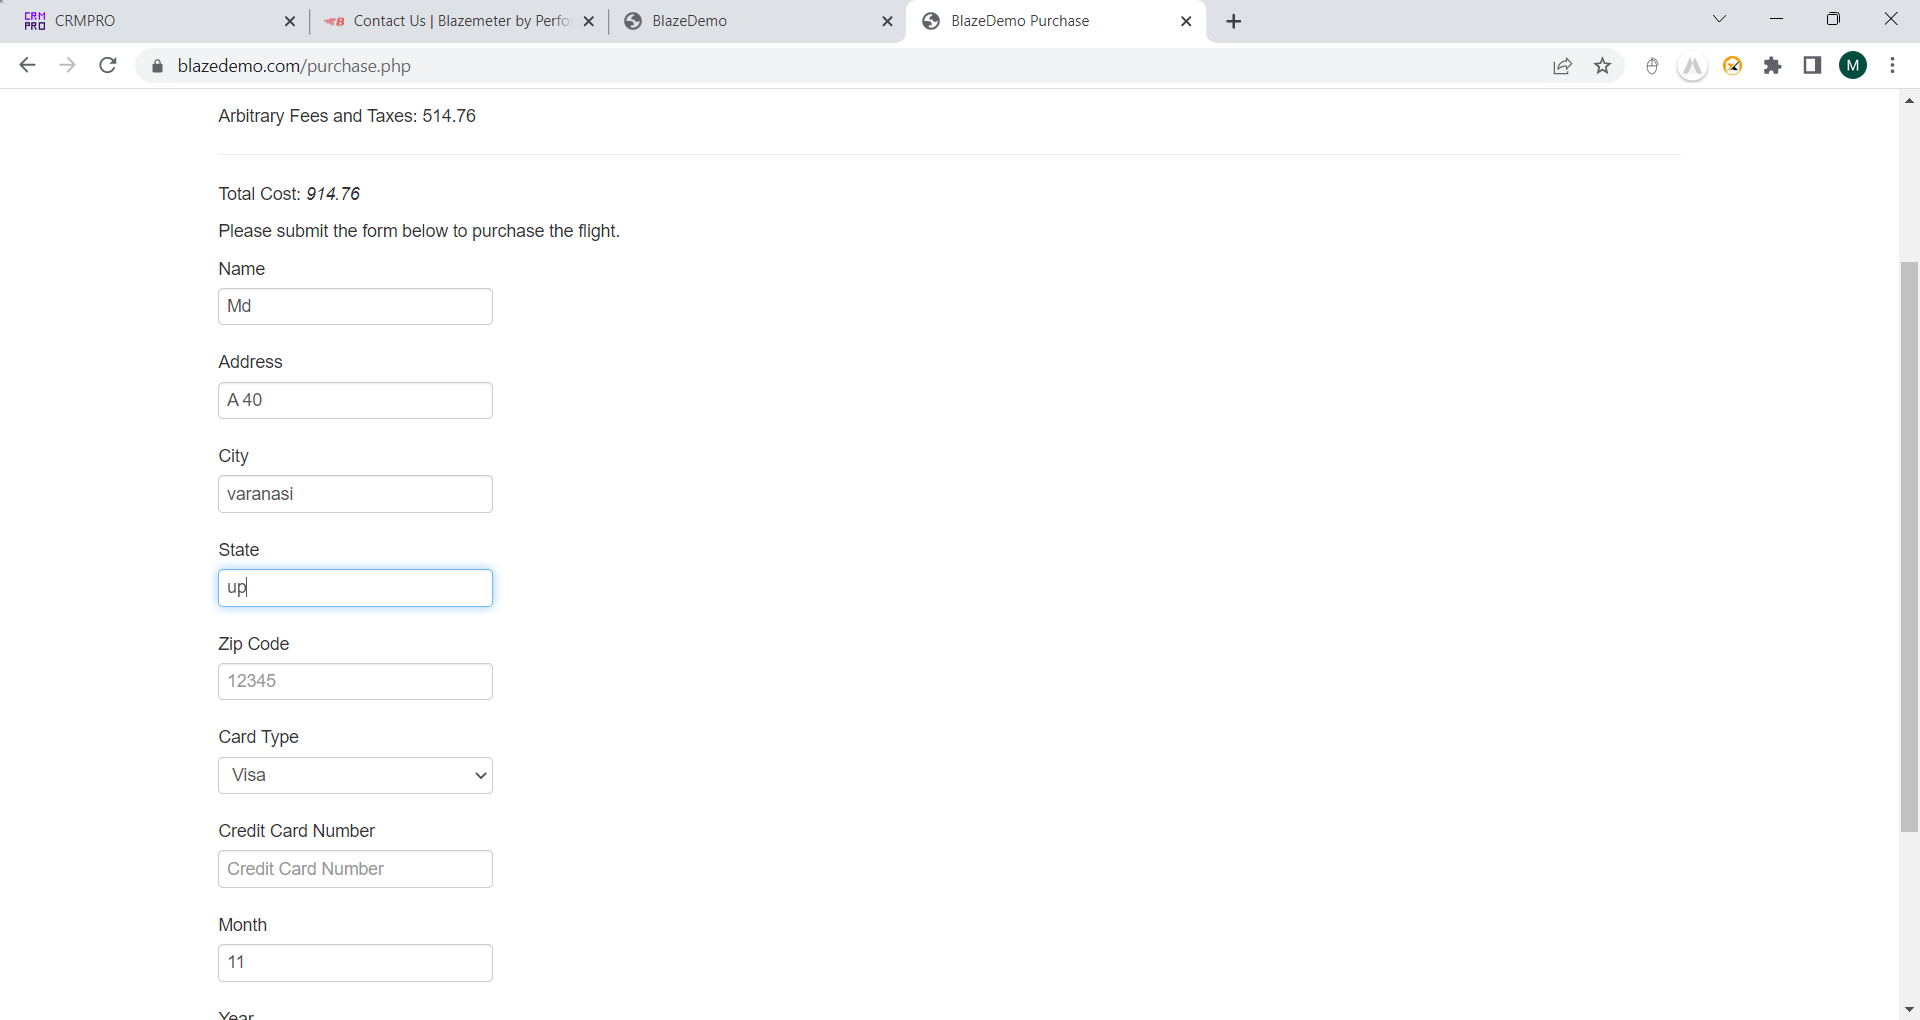 CRM
PRO
CRMPRO
Contact Us | Blazemeter by Perfo
BlazeDemo
BlazeDemo Purchase
blazedemo.com/purchase.php
M
Arbitrary Fees and Taxes: 514.76
Total Cost: 914.76
Please submit the form below to purchase the flight.
Name
Md
Address
A 40
City
varanasi
State
up
Zip Code
12345
Card Type
Visa
Credit Card Number
Credit Card Number
Month
11
Year